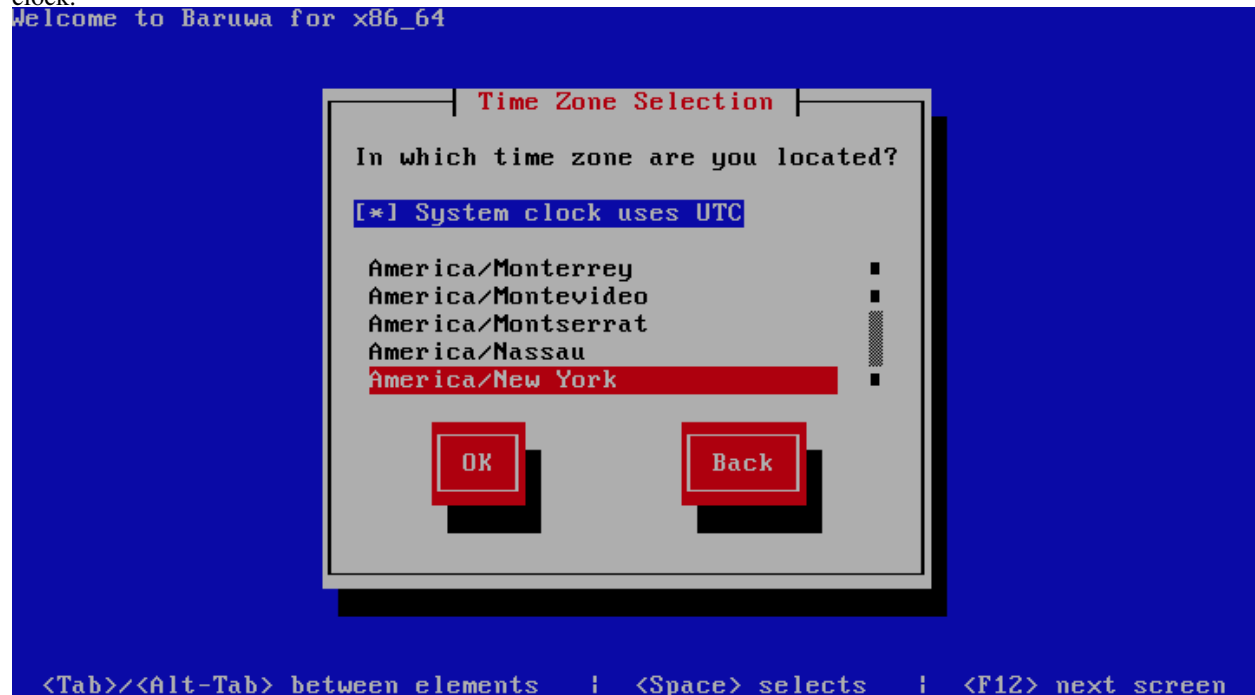 clock.
Welcome to Baruwa for x86_64
Time Zone Selection
In which time zone are you located?
[*] System clock uses UTC
America/Monterrey
America/Montevideo
America/Montserrat
America/Nassau
America/New York
OK Back
<Tab>/<Alt-Tab> between elements | <Space> selects | <F12> next screen